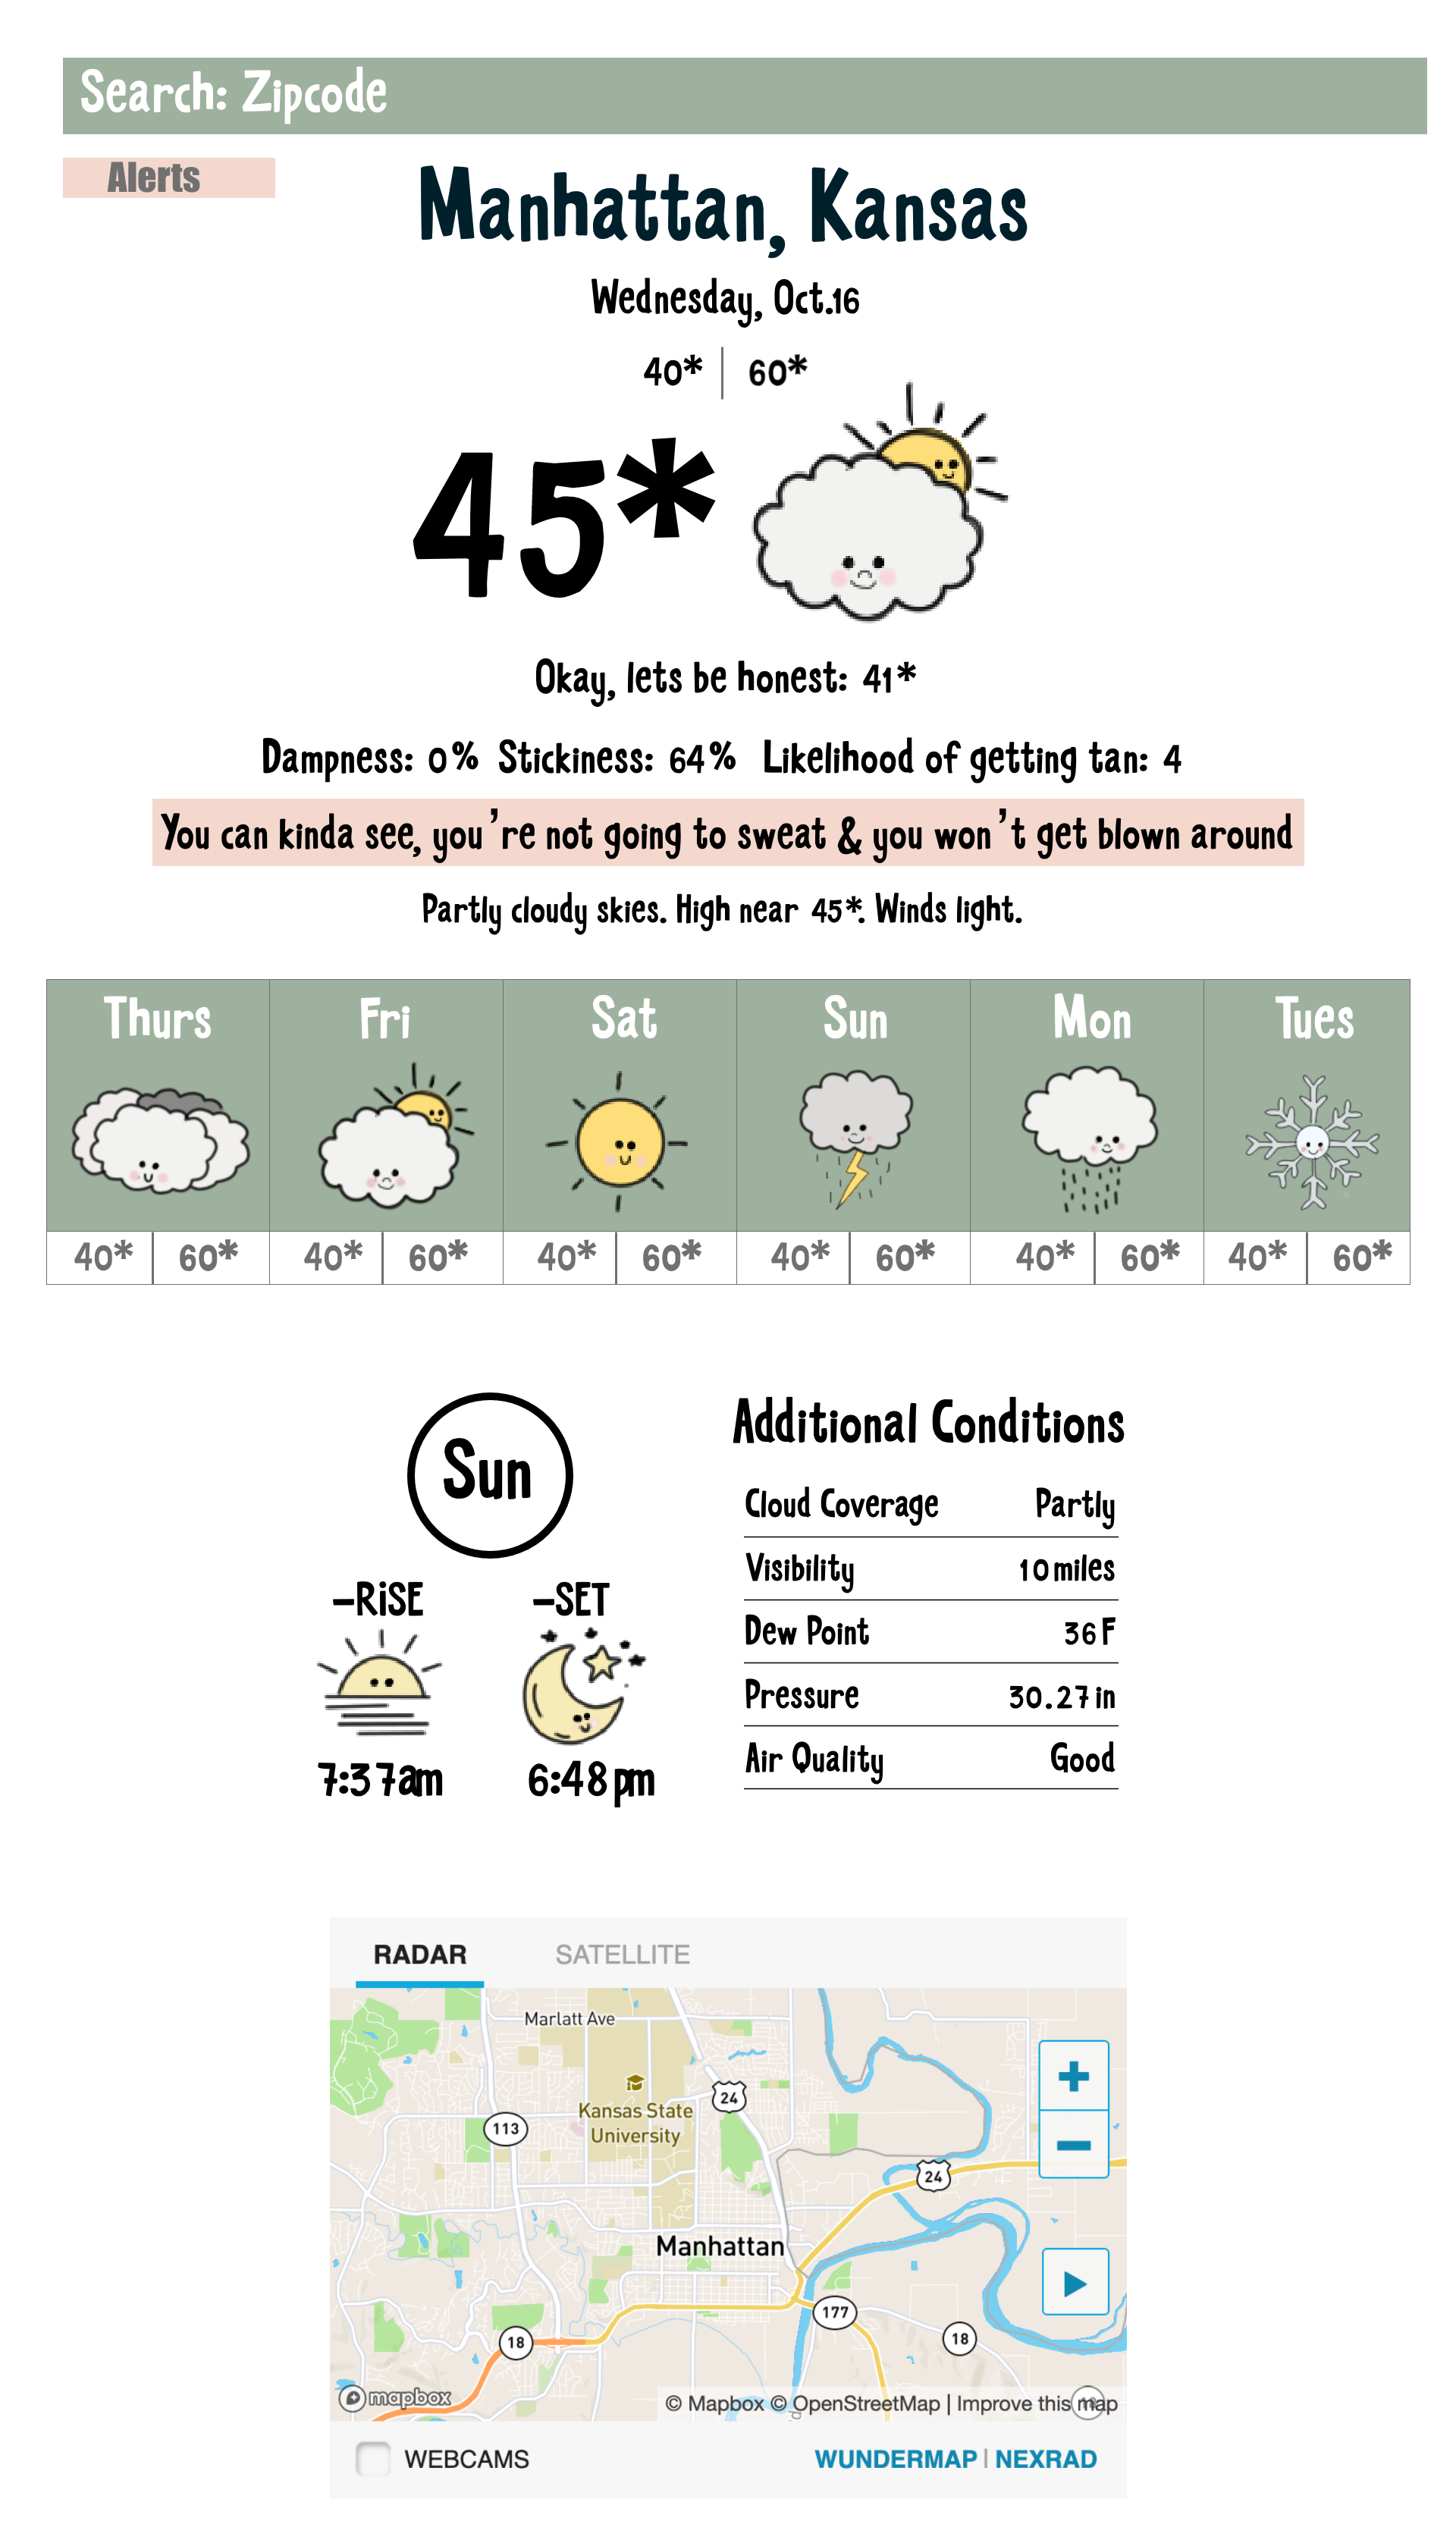 Search: Zipcode
Alerts
Manhattan, Kansas
Wednesday, Oct.16
40* 60*
45*
Okay, lets be honest: 41*
Dampness: 0% Stickiness: 64% Likelihood of getting tan: 4
You can kinda see, you're not going to sweat & you won't get blown around
Partly cloudy skies. High near 45*. Winds light.
Thurs Fri Sat Sun Mon Tues
40* 60* 40* 60* 40* 60* 40* 60* 40* 60* 40* 60*
Sun
-RiSE -SET
7:37am 6:48pm
Additional Conditions
Cloud Coverage Partly
Visibility 10 miles
Dew Point 36 F
Pressure 30.27 in
Air Quality Good
RADAR SATELLITE
Marlatt Ave
24
Kansas State
University
113
24
Manhattan
177
18
18
mapbox
© Mapbox © OpenStreetMap | Improve this map
WEBCAMS WUNDERMAP | NEXRAD